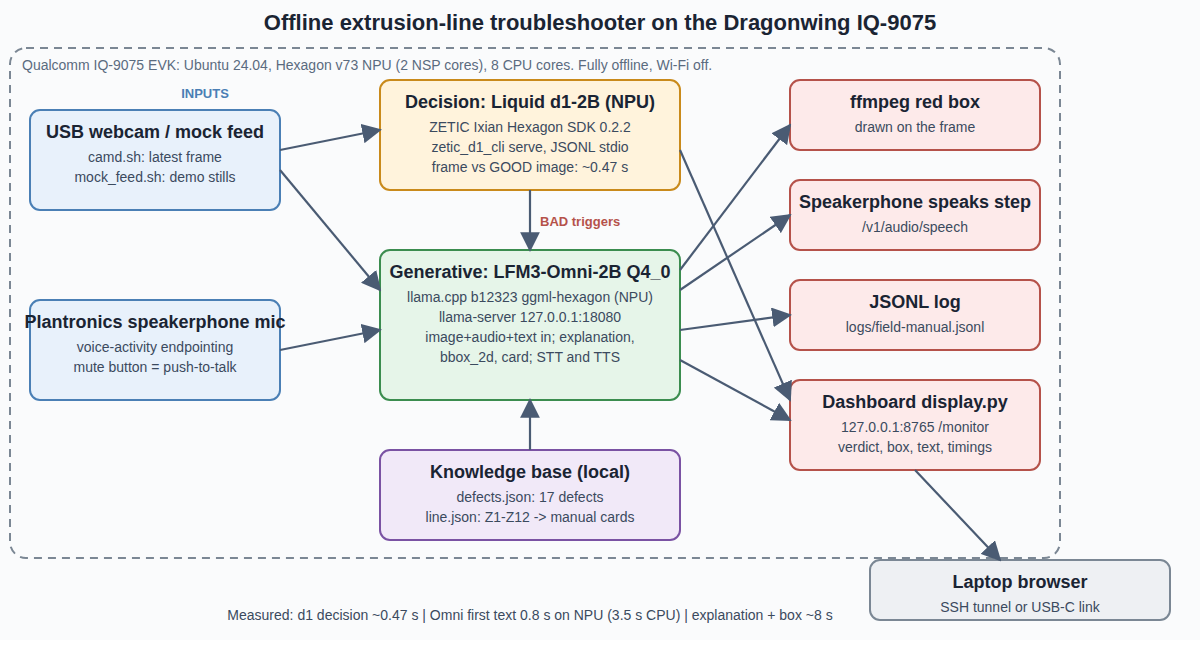 Offline extrusion-line troubleshooter on the Dragonwing IQ-9075
Qualcomm IQ-9075 EVK: Ubuntu 24.04, Hexagon v73 NPU (2 NSP cores), 8 CPU cores. Fully offline, Wi-Fi off.
INPUTS
USB webcam / mock feed
camd.sh: latest frame
mock_feed.sh: demo stills
Plantronics speakerphone mic
voice-activity endpointing
mute button = push-to-talk
Decision: Liquid d1-2B (NPU)
ZETIC Ixian Hexagon SDK 0.2.2
zetic_d1_cli serve, JSONL stdio
frame vs GOOD image: ~0.47 s
BAD triggers
Generative: LFM3-Omni-2B Q4_0
llama.cpp b12323 ggml-hexagon (NPU)
llama-server 127.0.0.1:18080
image+audio+text in; explanation,
bbox_2d, card; STT and TTS
Knowledge base (local)
defects.json: 17 defects
line.json: Z1-Z12 -> manual cards
ffmpeg red box
drawn on the frame
Speakerphone speaks step
/v1/audio/speech
JSONL log
logs/field-manual.jsonl
Dashboard display.py
127.0.0.1:8765 /monitor
verdict, box, text, timings
Laptop browser
SSH tunnel or USB-C link
Measured: d1 decision ~0.47 s | Omni first text 0.8 s on NPU (3.5 s CPU) | explanation + box ~8 s